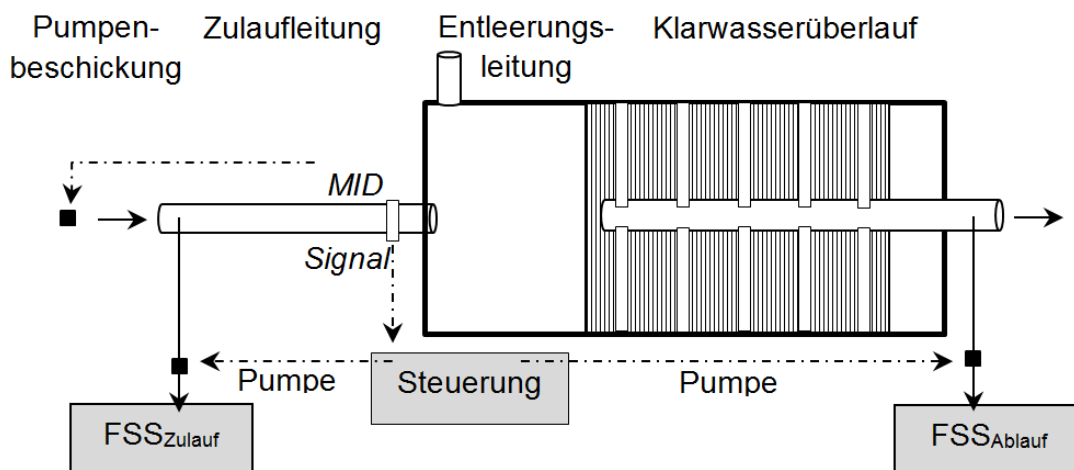 Pumpen-
beschickung
Zulaufleitung
Entleerungs-
leitung
Klarwasserüberlauf
MID
Signal
Pumpe
Steuerung
Pumpe
FSSZulauf
FSSAblauf